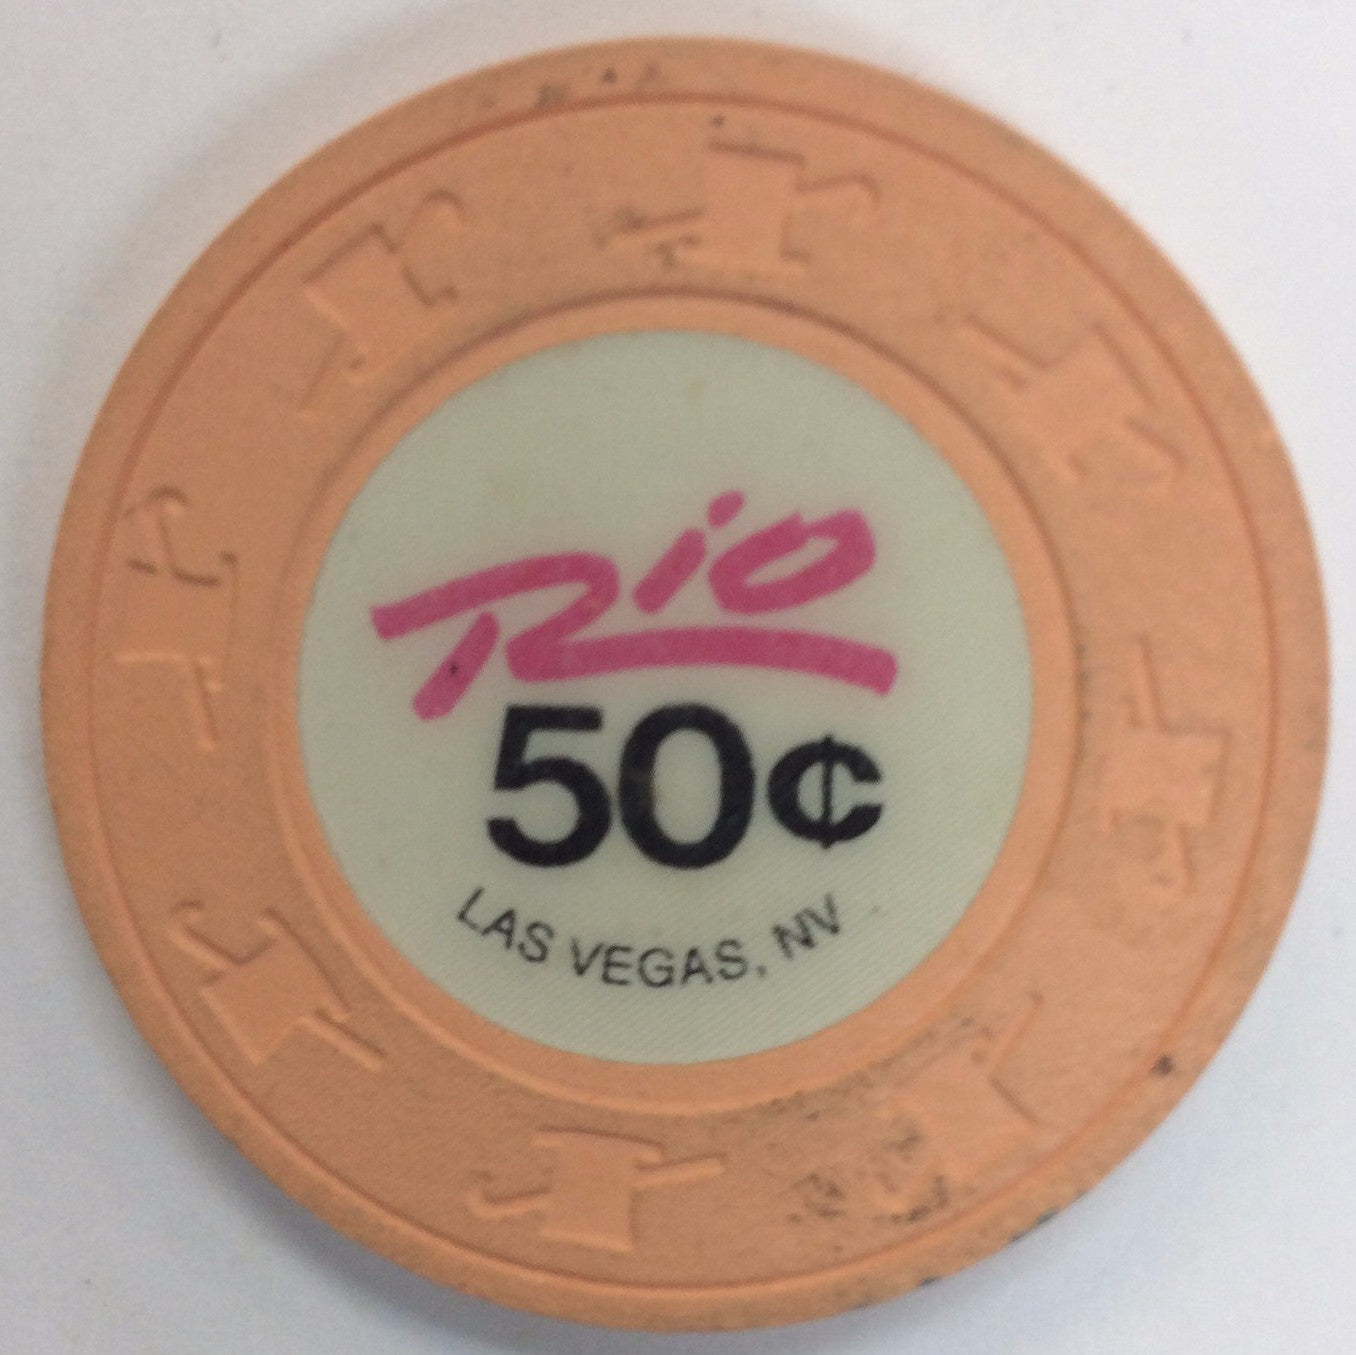 Rio
50¢
LAS VEGAS, NV